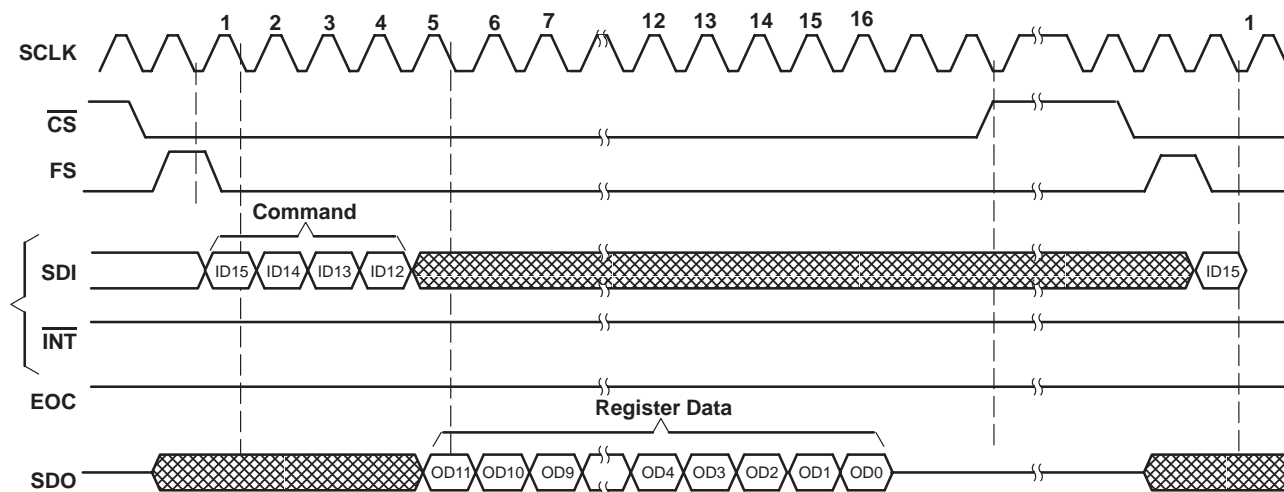 1 2 3 4 5 6 7 12 13 14 15 16 1
SCLK
CS
FS
Command
SDI ID15 ID14 ID13 ID12 ID15
INT
EOC
Register Data
SDO OD11 OD10 OD9 OD4 OD3 OD2 OD1 OD0